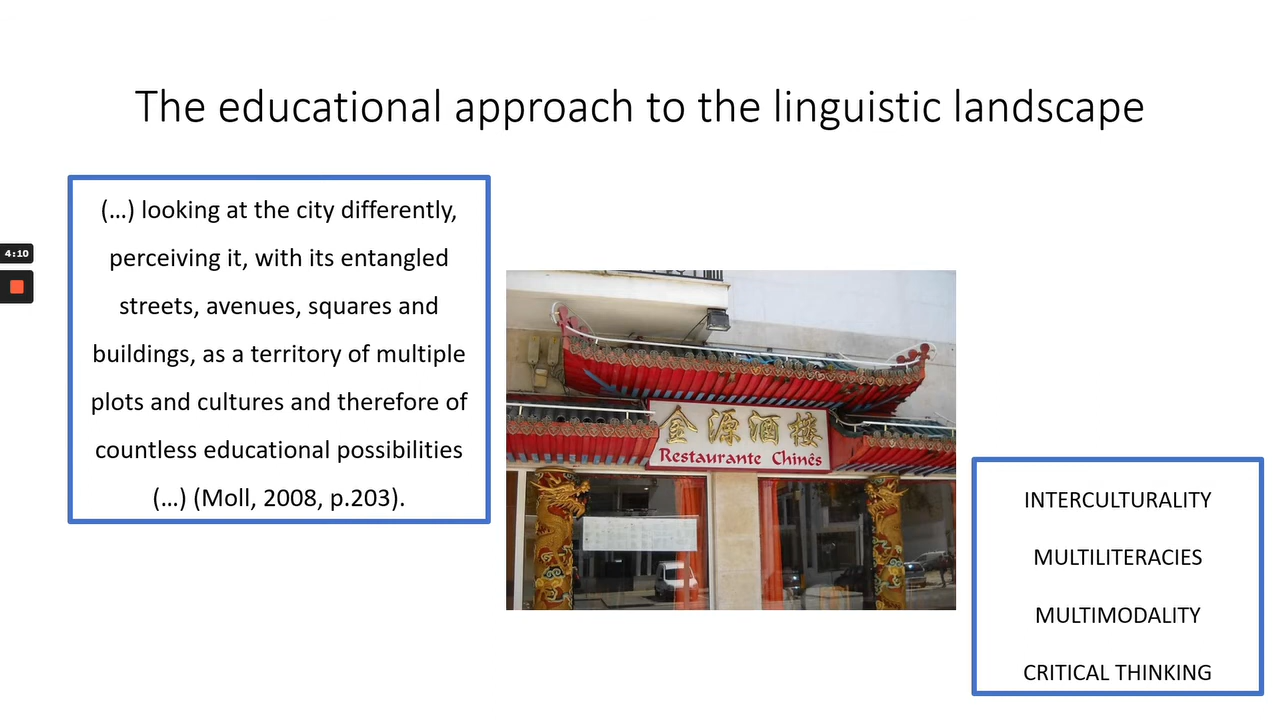 The educational approach to the linguistic landscape
(…) looking at the city differently,
perceiving it, with its entangled
streets, avenues, squares and
buildings, as a territory of multiple
plots and cultures and therefore of
countless educational possibilities
(…) (Moll, 2008, p.203).
4:10
金源酒楼
Restaurante Chinês
INTERCULTURALITY
MULTILITERACIES
MULTIMODALITY
CRITICAL THINKING